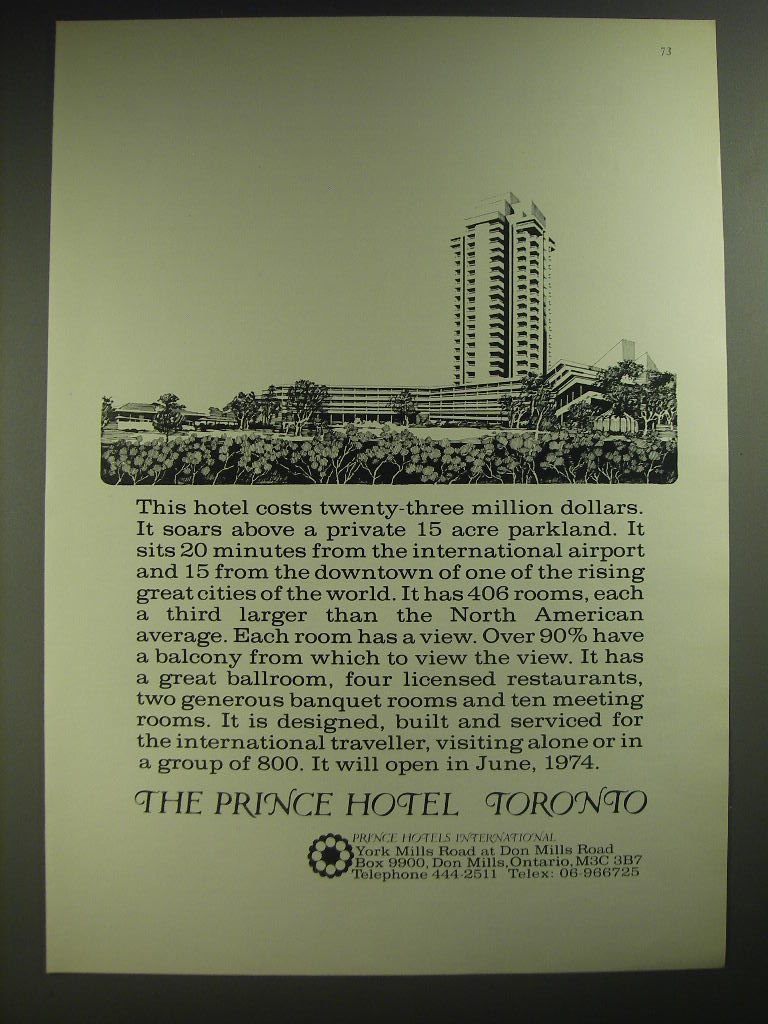 73
This hotel costs twenty-three million dollars.
It soars above a private 15 acre parkland. It
sits 20 minutes from the international airport
and 15 from the downtown of one of the rising
great cities of the world. It has 406 rooms, each
a third larger than the North American
average. Each room has a view. Over 90% have
a balcony from which to view the view. It has
a great ballroom, four licensed restaurants,
two generous banquet rooms and ten meeting
rooms. It is designed, built and serviced for
the international traveller, visiting alone or in
a group of 800. It will open in June, 1974.
THE PRINCE HOTEL TORONTO
PRINCE HOTELS INTERNATIONAL
York Mills Road at Don Mills Road
Box 9900, Don Mills, Ontario, M3C 3B7
Telephone 444-2511 Telex: 06-966725